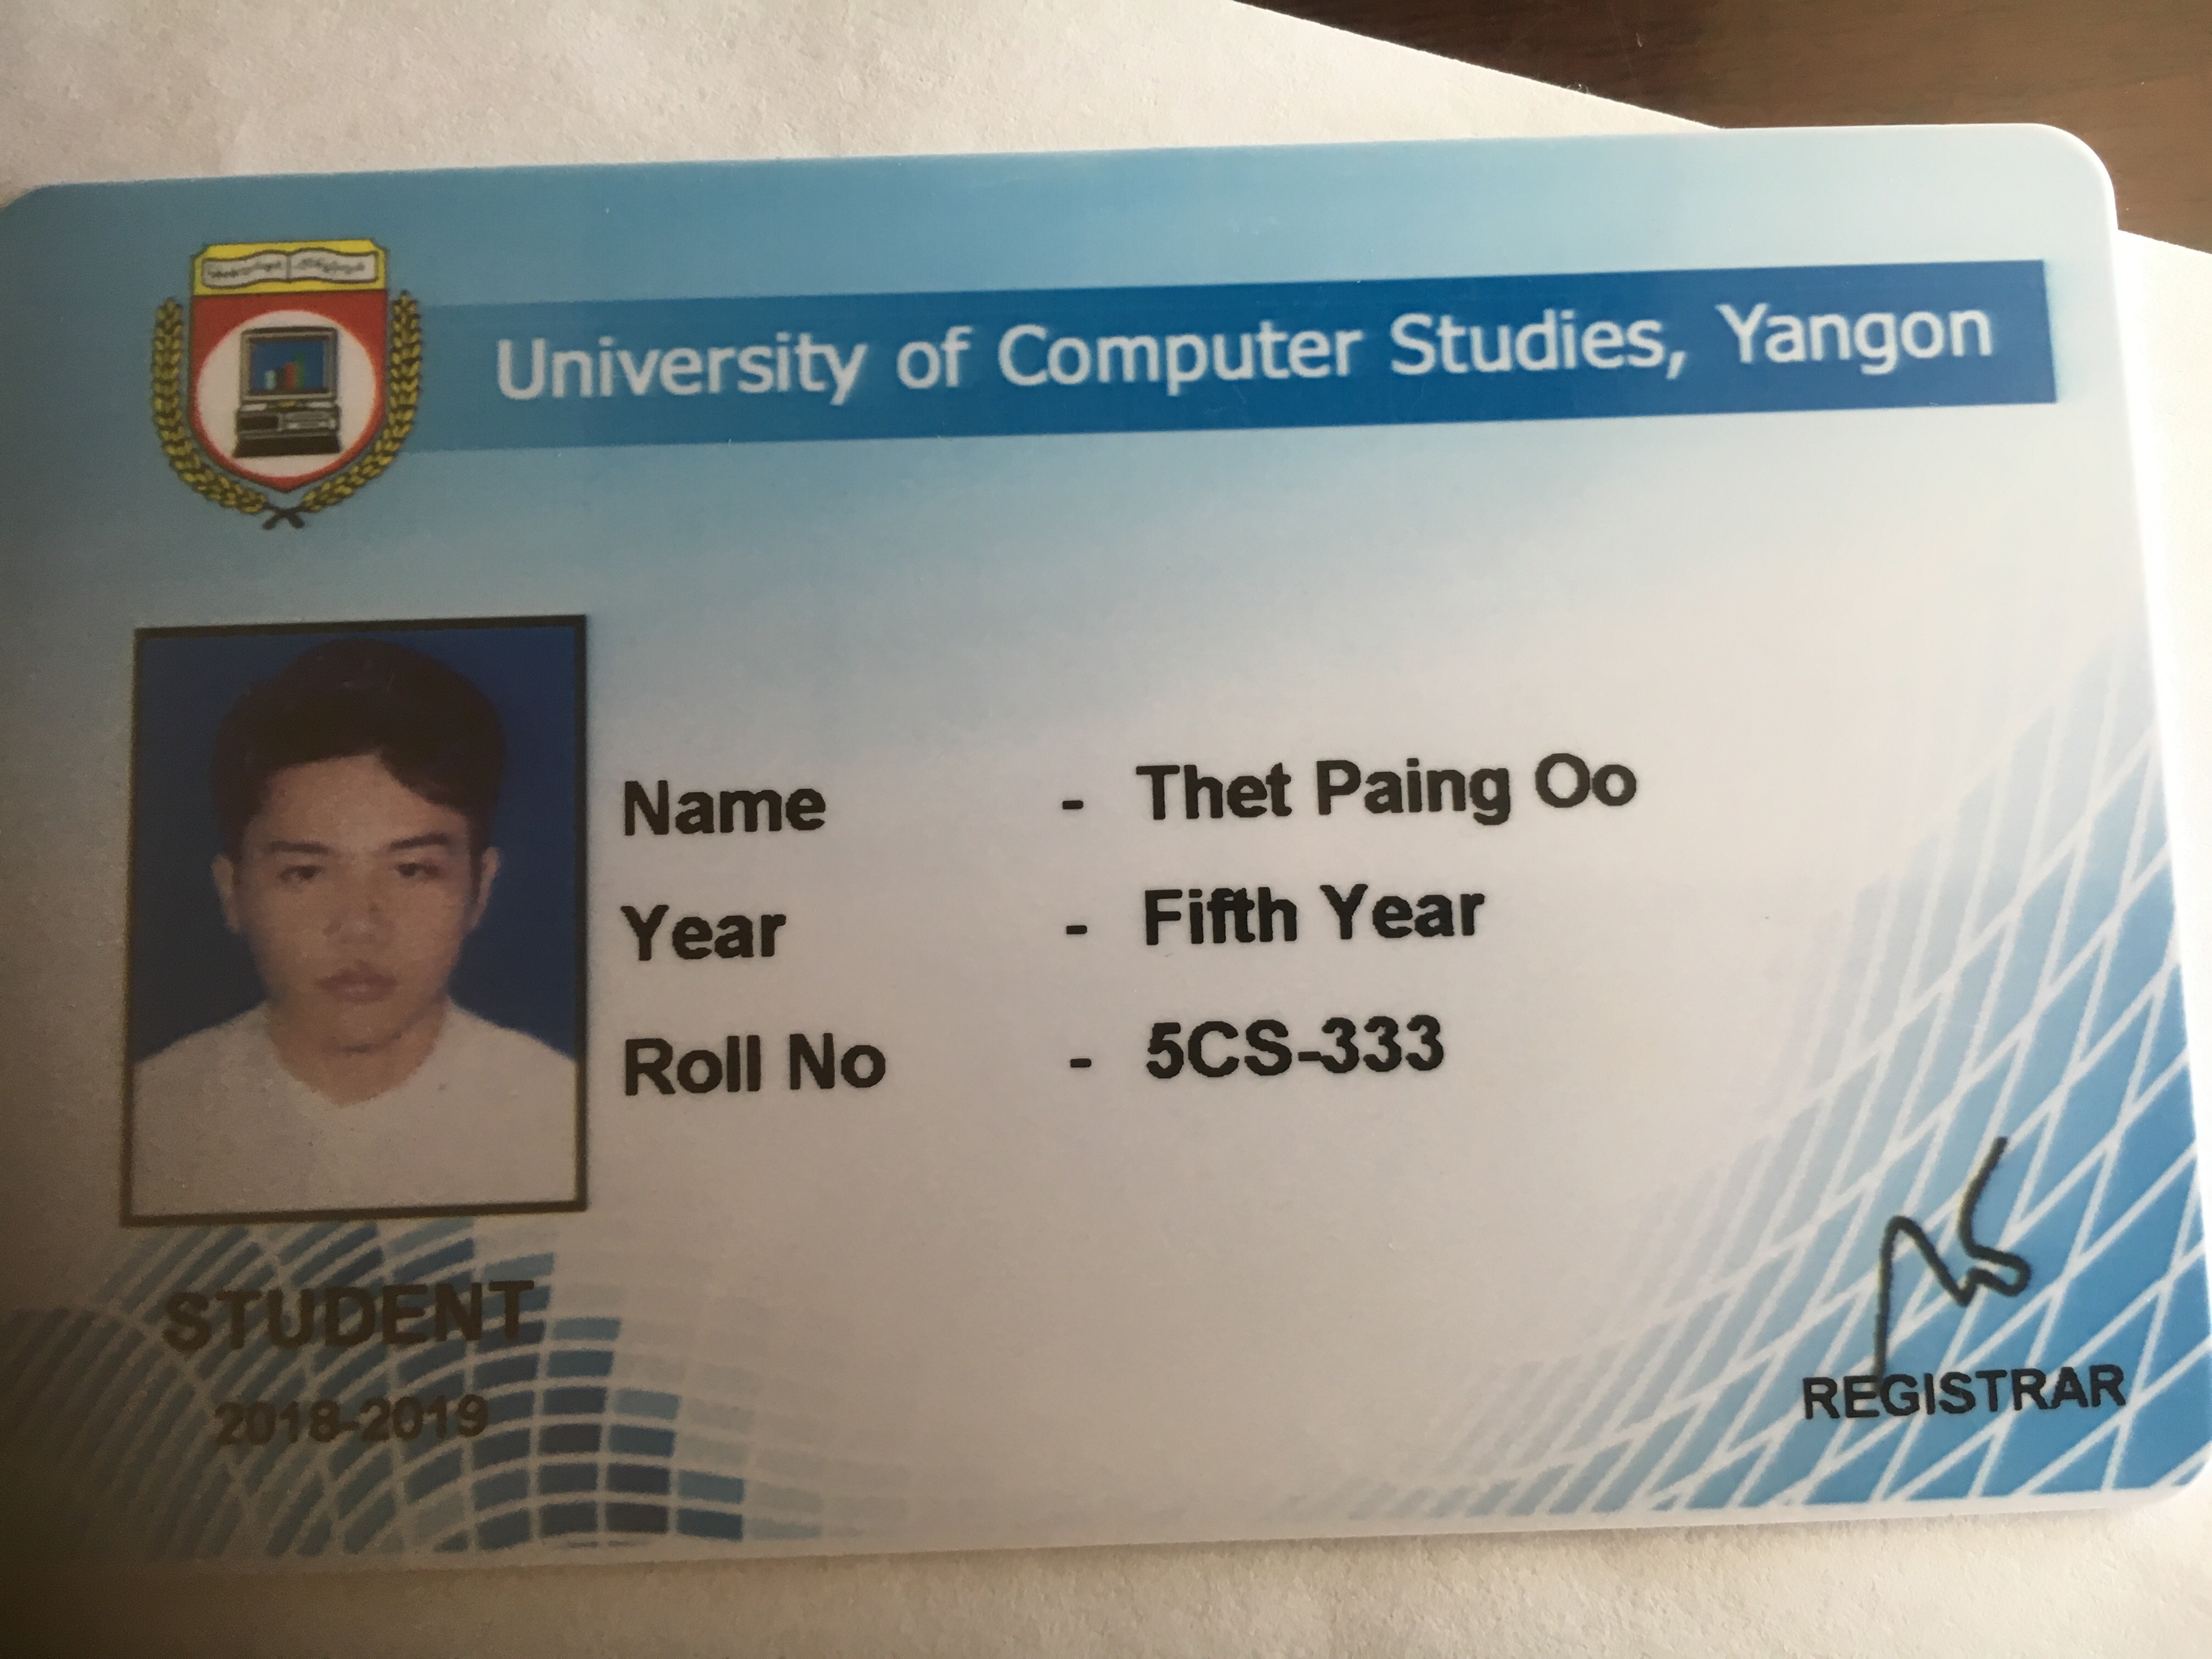 University of Computer Studies, Yangon
Name - Thet Paing Oo
Year - Fifth Year
Roll No - 5CS-333
STUDENT
2018-2019
REGISTRAR